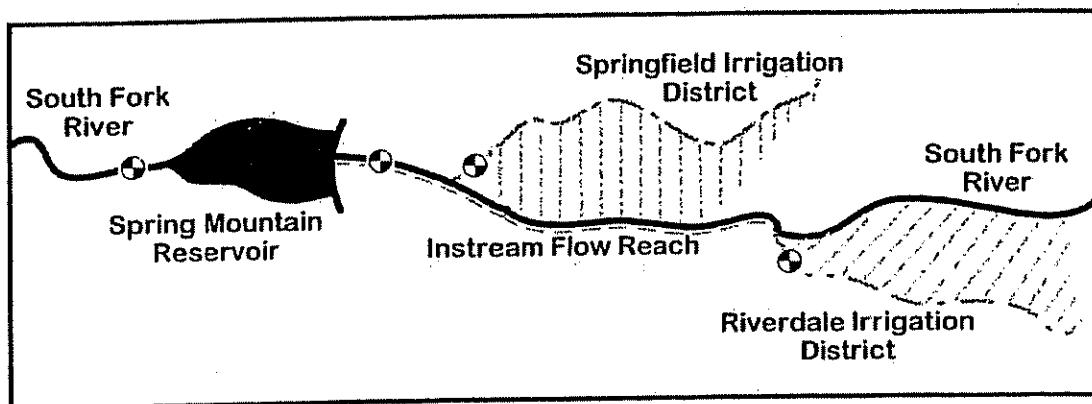 Springfield Irrigation
District
South Fork
River
South Fork
River
Spring Mountain
Reservoir
Instream Flow Reach
Riverdale Irrigation
District